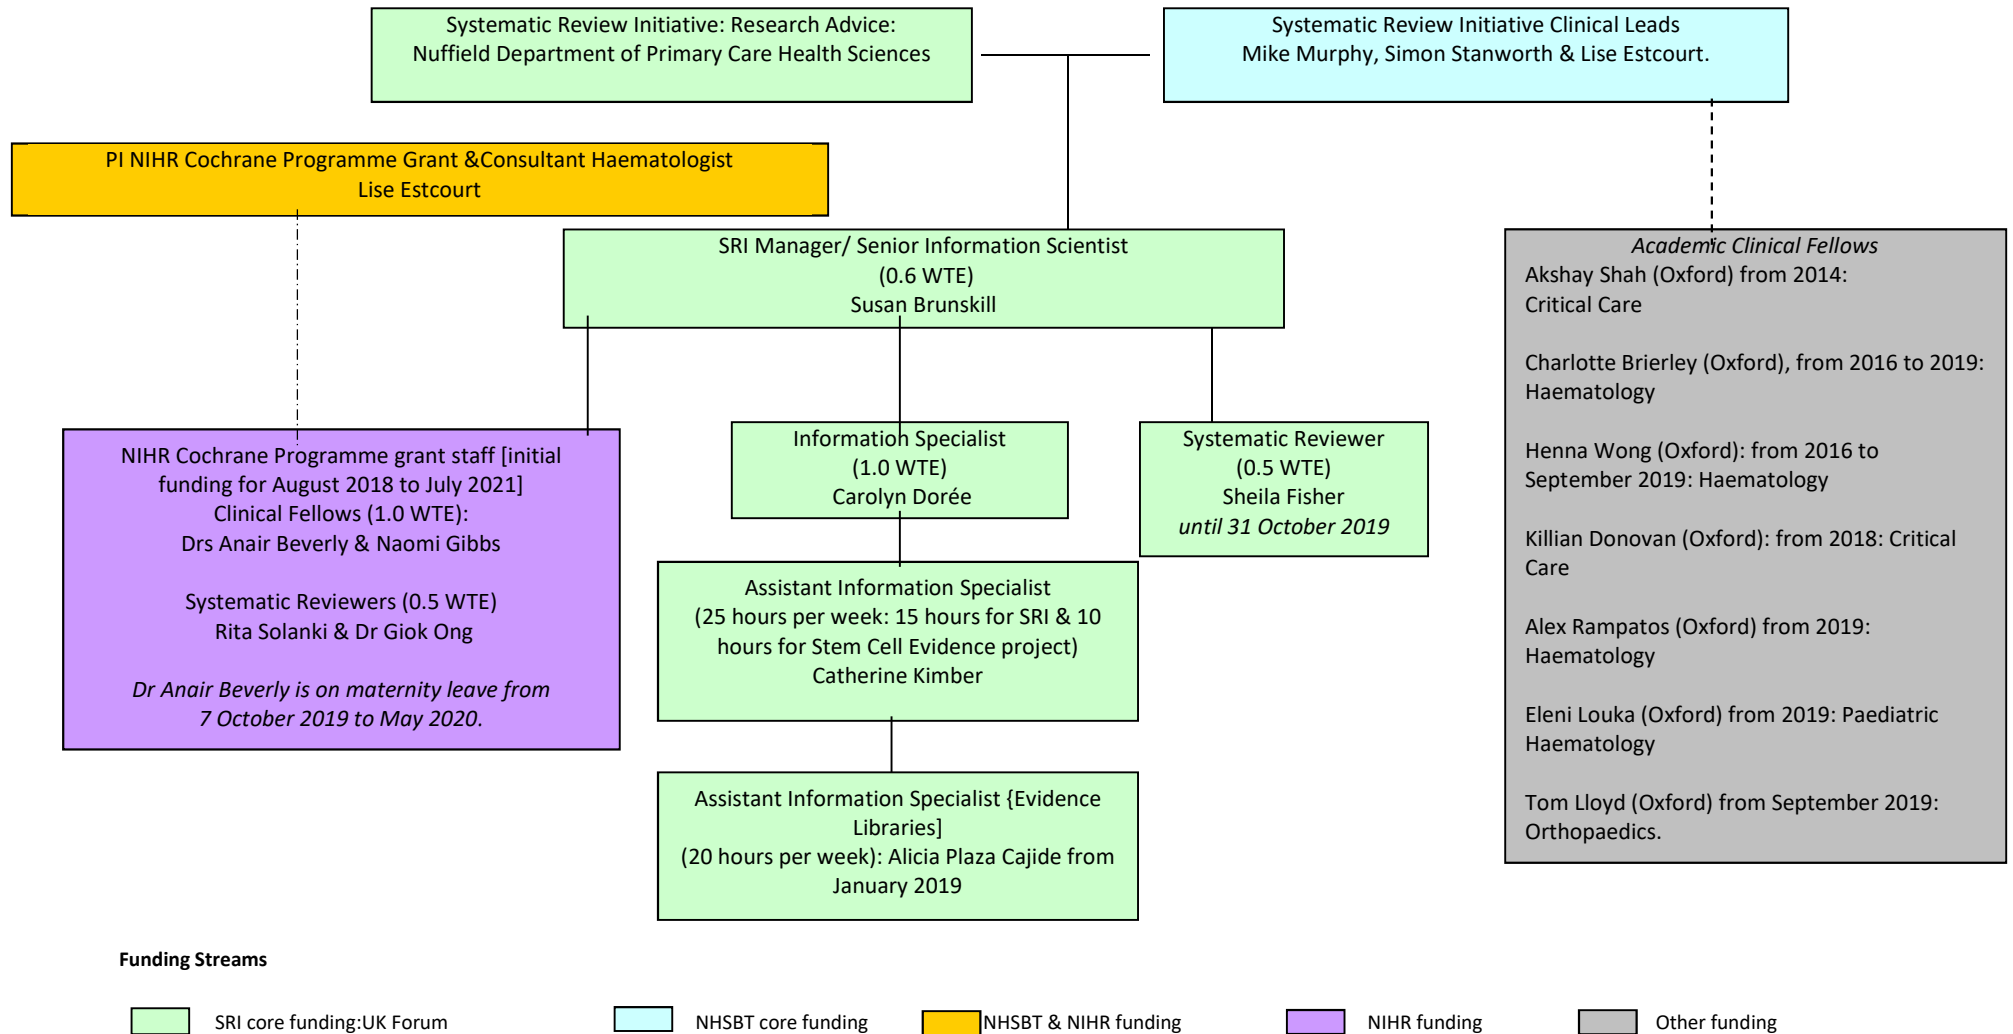 Systematic Review Initiative: Research Advice:
Nuffield Department of Primary Care Health Sciences
Systematic Review Initiative Clinical Leads
Mike Murphy, Simon Stanworth & Lise Estcourt.
PI NIHR Cochrane Programme Grant &Consultant Haematologist
Lise Estcourt
SRI Manager/ Senior Information Scientist
(0.6 WTE)
Susan Brunskill
Academic Clinical Fellows
Akshay Shah (Oxford) from 2014:
Critical Care
Charlotte Brierley (Oxford), from 2016 to 2019:
Haematology
Henna Wong (Oxford): from 2016 to
September 2019: Haematology
Killian Donovan (Oxford): from 2018: Critical
Care
Alex Rampatos (Oxford) from 2019:
Haematology
Eleni Louka (Oxford) from 2019: Paediatric
Haematology
Tom Lloyd (Oxford) from September 2019:
Orthopaedics.
NIHR Cochrane Programme grant staff [initial
funding for August 2018 to July 2021]
Clinical Fellows (1.0 WTE):
Drs Anair Beverly & Naomi Gibbs
Systematic Reviewers (0.5 WTE)
Rita Solanki & Dr Giok Ong
Dr Anair Beverly is on maternity leave from
7 October 2019 to May 2020.
Information Specialist
(1.0 WTE)
Carolyn Dorée
Systematic Reviewer
(0.5 WTE)
Sheila Fisher
until 31 October 2019
Assistant Information Specialist
(25 hours per week: 15 hours for SRI & 10
hours for Stem Cell Evidence project)
Catherine Kimber
Assistant Information Specialist {Evidence
Libraries]
(20 hours per week): Alicia Plaza Cajide from
January 2019
Funding Streams
SRI core funding:UK Forum
NHSBT core funding
NHSBT & NIHR funding
NIHR funding
Other funding